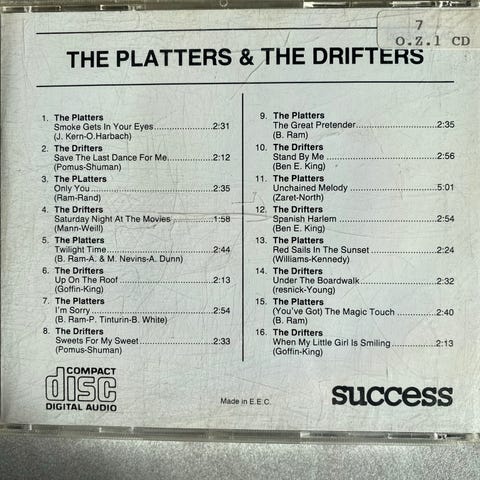 7
O.Z.1 CD
THE PLATTERS & THE DRIFTERS
1. The Platters
Smoke Gets In Your Eyes....................2:31
(J. Kern-O.Harbach)
2. The Drifters
Save The Last Dance For Me...............2:12
(Pomus-Shuman)
3. The PLatters
Only You..........................................2:35
(Ram-Rand)
4. The Drifters
Saturday Night At The Movies.............1:58
(Mann-Weill)
5. The Platters
Twilight Time....................................2:44
(B. Ram-A. & M. Nevins-A. Dunn)
6. The Drifters
Up On The Roof................................2:13
(Goffin-King)
7. The Platters
I'm Sorry..........................................2:54
(B. Ram-P. Tinturin-B. White)
8. The Drifters
Sweets For My Sweet.........................2:33
(Pomus-Shuman)
9. The Platters
The Great Pretender..........................2:35
(B. Ram)
10. The Drifters
Stand By Me....................................2:56
(Ben E. King)
11. The Platters
Unchained Melody............................5:01
(Zaret-North)
12. The Drifters
Spanish Harlem................................2:54
(Ben E. King)
13. The Platters
Red Sails In The Sunset.....................2:24
(Williams-Kennedy)
14. The Drifters
Under The Boardwalk........................2:32
(resnick-Young)
15. The Platters
(You've Got) The Magic Touch............2:40
(B. Ram)
16. The Drifters
When My Little Girl Is Smiling............2:13
(Goffin-King)
COMPACT
disc
DIGITAL AUDIO
Made in E.E.C.
success